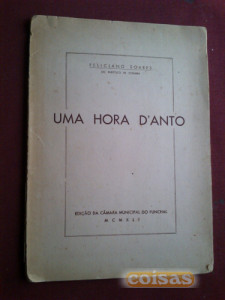 FELICIANO SOARES
UMA HORA D'ANTO
EDIÇÃO DA CÂMARA MUNICIPAL DO FUNCHAL
coisas